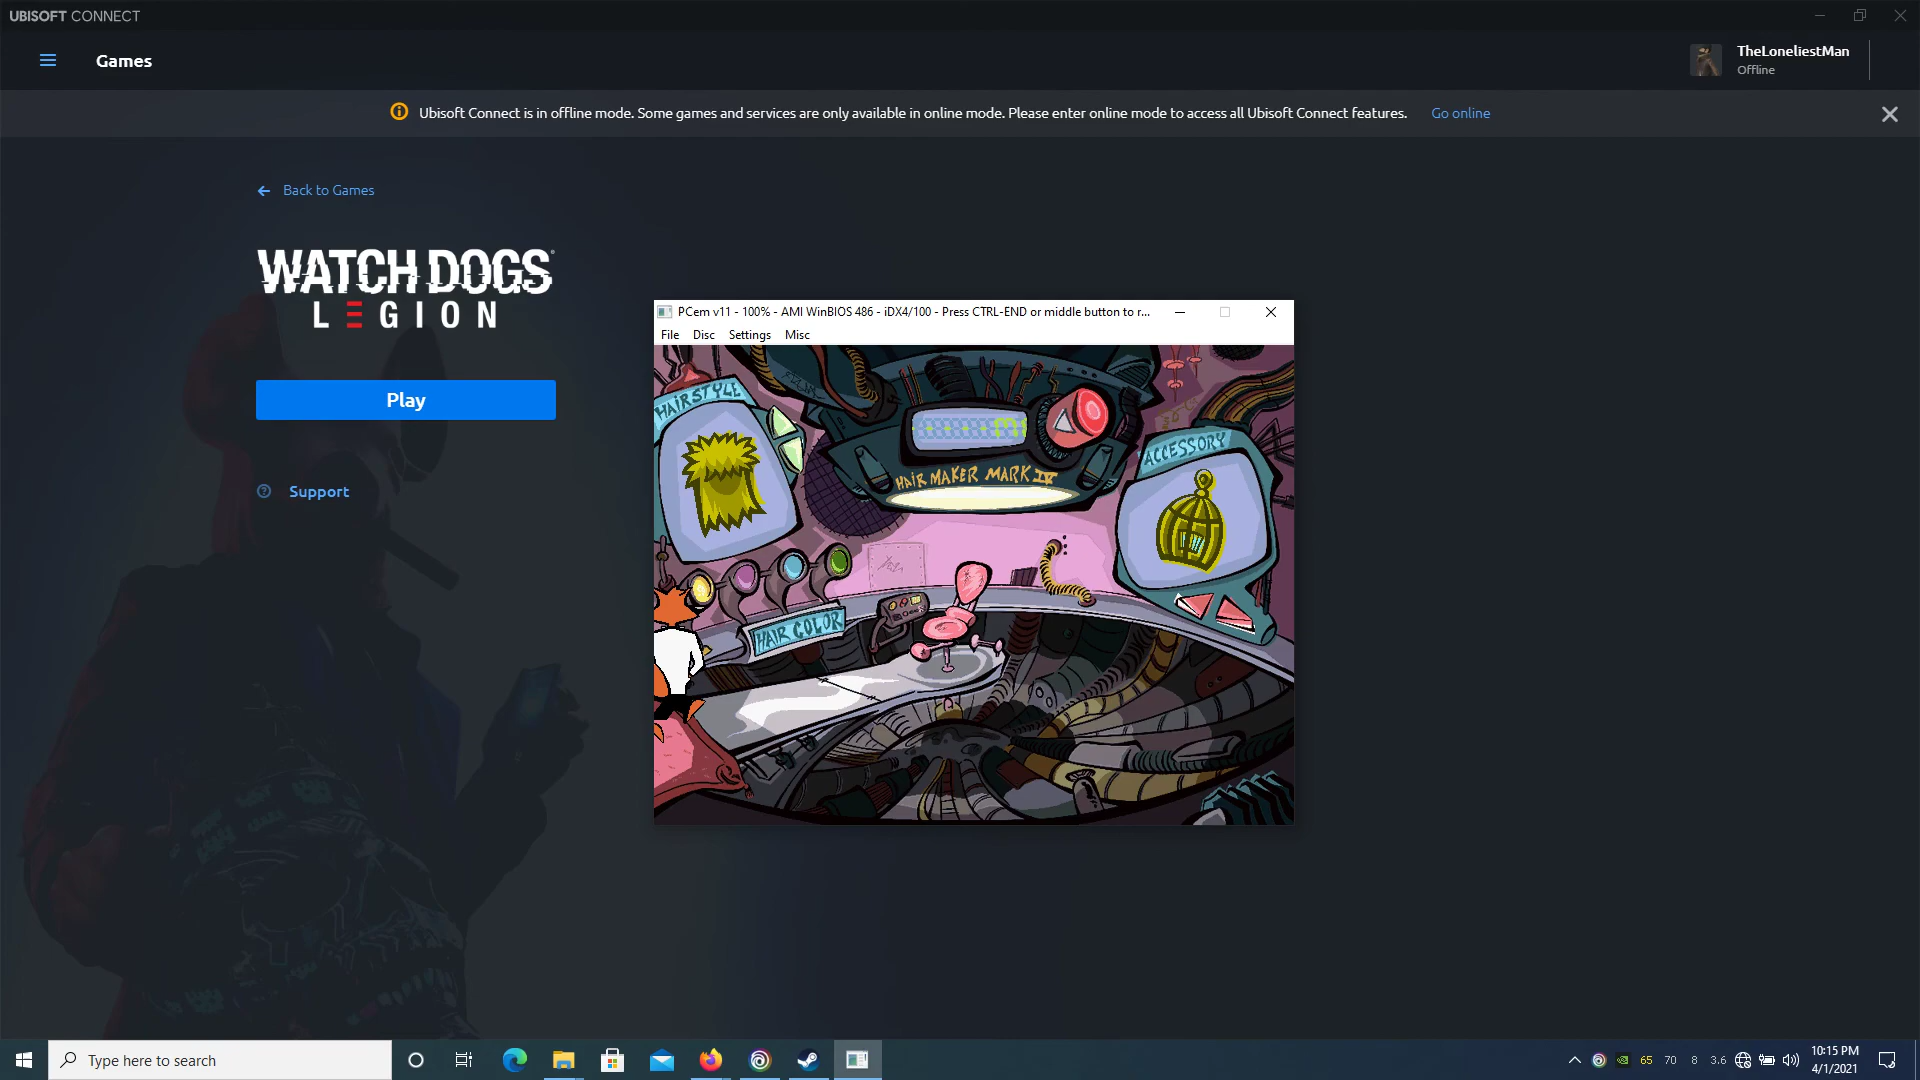 UBISOFT CONNECT
Games
TheLoneliestMan
Offline
Ubisoft Connect is in offline mode. Some games and services are only available in online mode. Please enter online mode to access all Ubisoft Connect features.
Go online
Back to Games
WATCH DOGS
LEGION
Play
Support
PCem v11 - 100% - AMI WinBIOS 486 - iDX4/100 - Press CTRL-END or middle button to r...
File Disc Settings Misc
HAIRSTYLE
HAIR MAKER MARK IV
ACCESSORY
HAIR COLOR
Type here to search
65 70 8 3.6
10:15 PM
4/1/2021